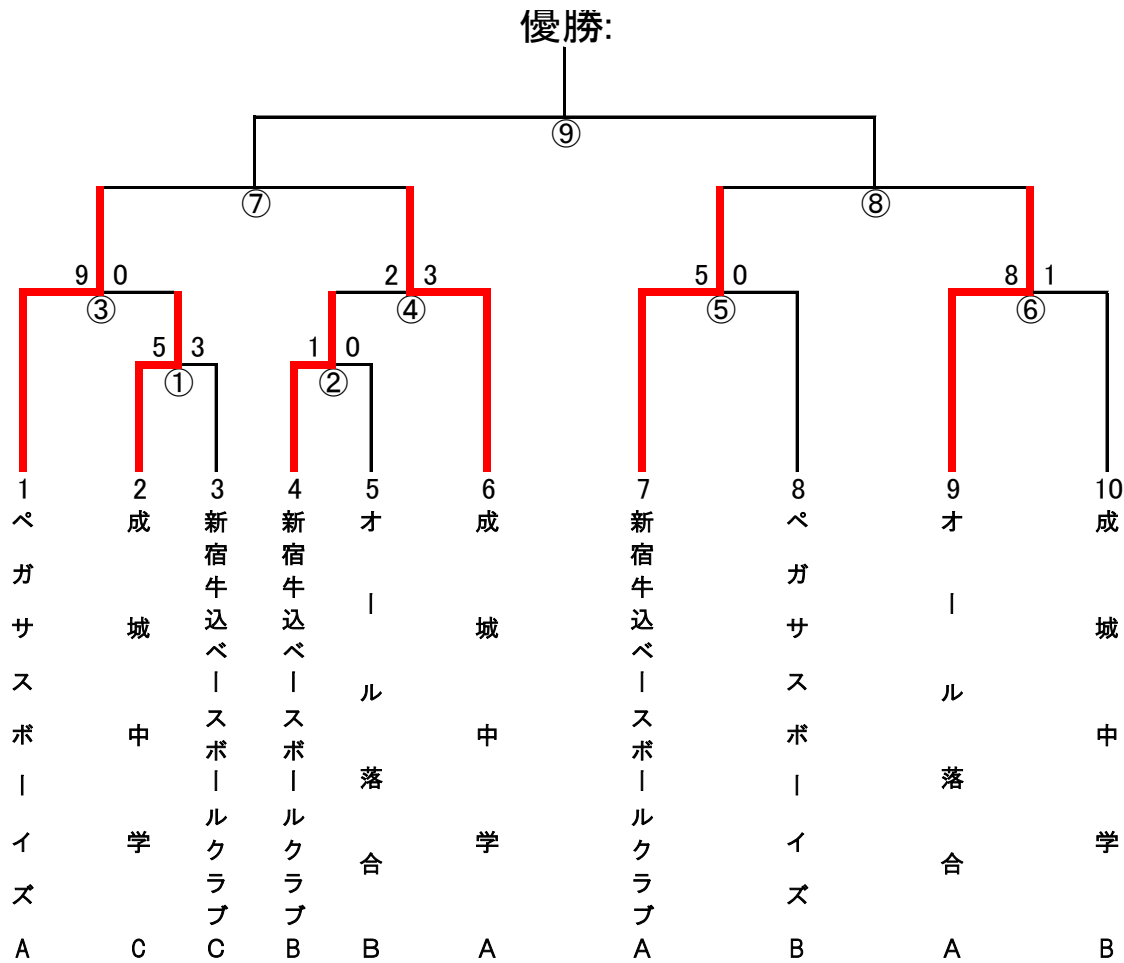 優勝:
⑨
⑦ ⑧
9 0 2 3 5 0 8 1
③ ④ ⑤ ⑥
5 3 1 0
① ②
1 2 3 4 5 6 7 8 9 10
ペガサスボーイズA
成城中学C
新宿牛込ベースボールクラブC
新宿牛込ベースボールクラブB
オール落合B
成城中学A
新宿牛込ベースボールクラブA
ペガサスボーイズB
オール落合A
成城中学B